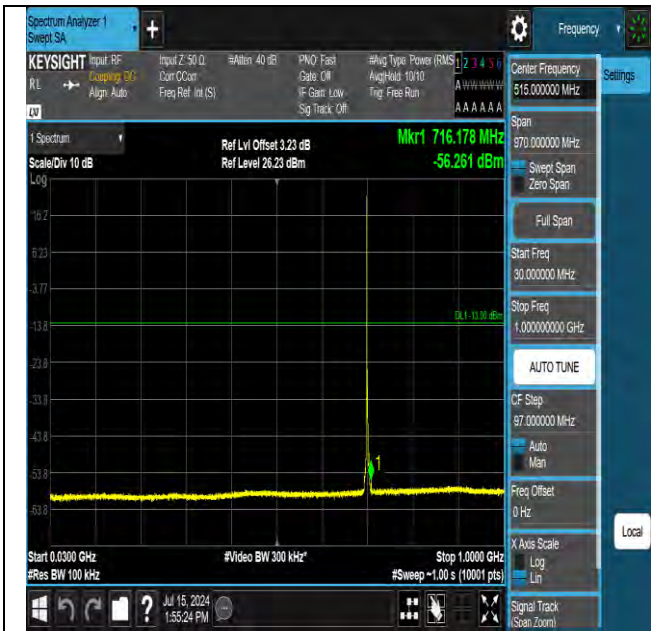 Spectrum Analyzer 1
Swept SA
+
Frequency
KEYSIGHT
RL
LXI
Input: RF
Coupling: DC
Align: Auto
Input Z: 50 Ω
Corr CCorr
Freq Ref: Int (S)
#Atten: 40 dB
PNO: Fast
Gate: Off
IF Gain: Low
Sig Track: Off
#Avg Type: Power (RMS
Avg|Hold: 10/10
Trig: Free Run
1 2 3 4 5 6
A W W W W W
A A A A A A
1 Spectrum
Scale/Div 10 dB
Log
Ref Lvl Offset 3.23 dB
Ref Level 26.23 dBm
Mkr1 716.178 MHz
-56.261 dBm
16.2
6.23
-3.77
-13.8
-23.8
-33.8
-43.8
-53.8
-63.8
DL1 -13.00 dBm
1
Start 0.0300 GHz
#Res BW 100 kHz
#Video BW 300 kHz*
Stop 1.0000 GHz
#Sweep ~1.00 s (10001 pts)
?
Jul 15, 2024
1:55:24 PM
Center Frequency
515.000000 MHz
Settings
Span
970.000000 MHz
Swept Span
Zero Span
Full Span
Start Freq
30.000000 MHz
Stop Freq
1.000000000 GHz
AUTO TUNE
CF Step
97.000000 MHz
Auto
Man
Freq Offset
0 Hz
Local
X Axis Scale
Log
Lin
Signal Track
(Span Zoom)